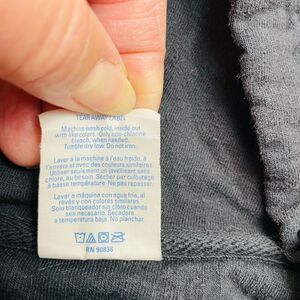 TEAR AWAY LABEL
Machine wash cold, inside out
with like colors. Only non-chlorine
bleach, when needed.
Tumble dry low. Do not iron.
Laver à la machine à l'eau froide, à
l'envers et avec couleurs similaires.
Utiliser seulement un javellisant sans
chlore, au besoin. Sécher par culbutage
à basse température. Ne pas repasser.
Lavar a máquina con agua fría, al
revés y con colores similares.
Solo blanqueador sin cloro cuando
sea necesario. Secadora
a temperatura baja. No planchar.
RN 90836